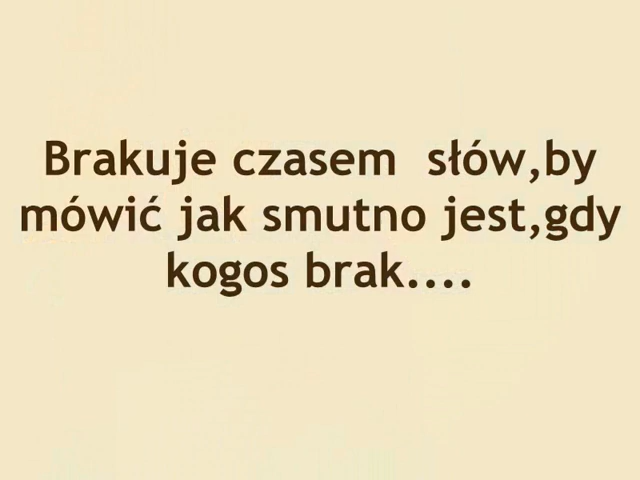 Brakuje czasem  słów,by
mówić jak smutno jest,gdy
kogos brak....